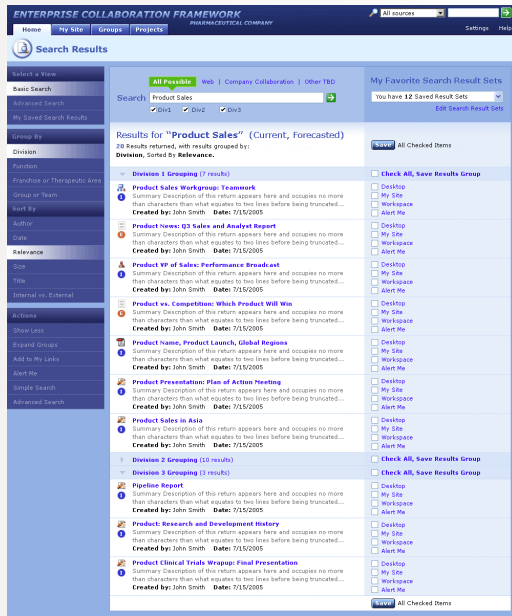 ENTERPRISE COLLABORATION FRAMEWORK
PHARMACEUTICAL COMPANY
All sources
Home My Site Groups Projects
Settings Help
Search Results
Select a View
Basic Search
Advanced Search
My Saved Search Results
Group By
Division
Function
Franchise or Therapeutic Area
Group or Team
Sort By
Author
Date
Relevance
Size
Title
Internal vs. External
Actions
Show Less
Expand Groups
Add to My Links
Alert Me
Simple Search
Advanced Search
All Possible Web | Company Collaboration | Other TBD
Search Product Sales
Div1 Div2 Div3
My Favorite Search Result Sets
You have 12 Saved Result Sets
Edit Search Result Sets
Results for "Product Sales" (Current, Forecasted)
20 Results returned, with results grouped by:
Division, Sorted By Relevance.
Save All Checked Items
Division 1 Grouping (7 results)
Check All, Save Results Group
Product Sales Workgroup: Teamwork
Summary Description of this return appears here and occupies no more
than characters than what equates to two lines before being truncated....
Created by: John Smith Date: 7/15/2005
Desktop
My Site
Workspace
Alert Me
Product News: Q3 Sales and Analyst Report
Summary Description of this return appears here and occupies no more
than characters than what equates to two lines before being truncated....
Created by: John Smith Date: 7/15/2005
Desktop
My Site
Workspace
Alert Me
Product VP of Sales: Performance Broadcast
Summary Description of this return appears here and occupies no more
than characters than what equates to two lines before being truncated....
Created by: John Smith Date: 7/15/2005
Desktop
My Site
Workspace
Alert Me
Product vs. Competition: Which Product Will Win
Summary Description of this return appears here and occupies no more
than characters than what equates to two lines before being truncated....
Created by: John Smith Date: 7/15/2005
Desktop
My Site
Workspace
Alert Me
Product Name, Product Launch, Global Regions
Summary Description of this return appears here and occupies no more
than characters than what equates to two lines before being truncated....
Created by: John Smith Date: 7/15/2005
Desktop
My Site
Workspace
Alert Me
Product Presentation: Plan of Action Meeting
Summary Description of this return appears here and occupies no more
than characters than what equates to two lines before being truncated....
Created by: John Smith Date: 7/15/2005
Desktop
My Site
Workspace
Alert Me
Product Sales in Asia
Summary Description of this return appears here and occupies no more
than characters than what equates to two lines before being truncated....
Created by: John Smith Date: 7/15/2005
Desktop
My Site
Workspace
Alert Me
Division 2 Grouping (10 results)
Check All, Save Results Group
Division 3 Grouping (3 results)
Check All, Save Results Group
Pipeline Report
Summary Description of this return appears here and occupies no more
than characters than what equates to two lines before being truncated....
Created by: John Smith Date: 7/15/2005
Desktop
My Site
Workspace
Alert Me
Product: Research and Development History
Summary Description of this return appears here and occupies no more
than characters than what equates to two lines before being truncated....
Created by: John Smith Date: 7/15/2005
Desktop
My Site
Workspace
Alert Me
Product Clinical Trials Wrapup: Final Presentation
Summary Description of this return appears here and occupies no more
than characters than what equates to two lines before being truncated....
Created by: John Smith Date: 7/15/2005
Desktop
My Site
Workspace
Alert Me
Save All Checked Items